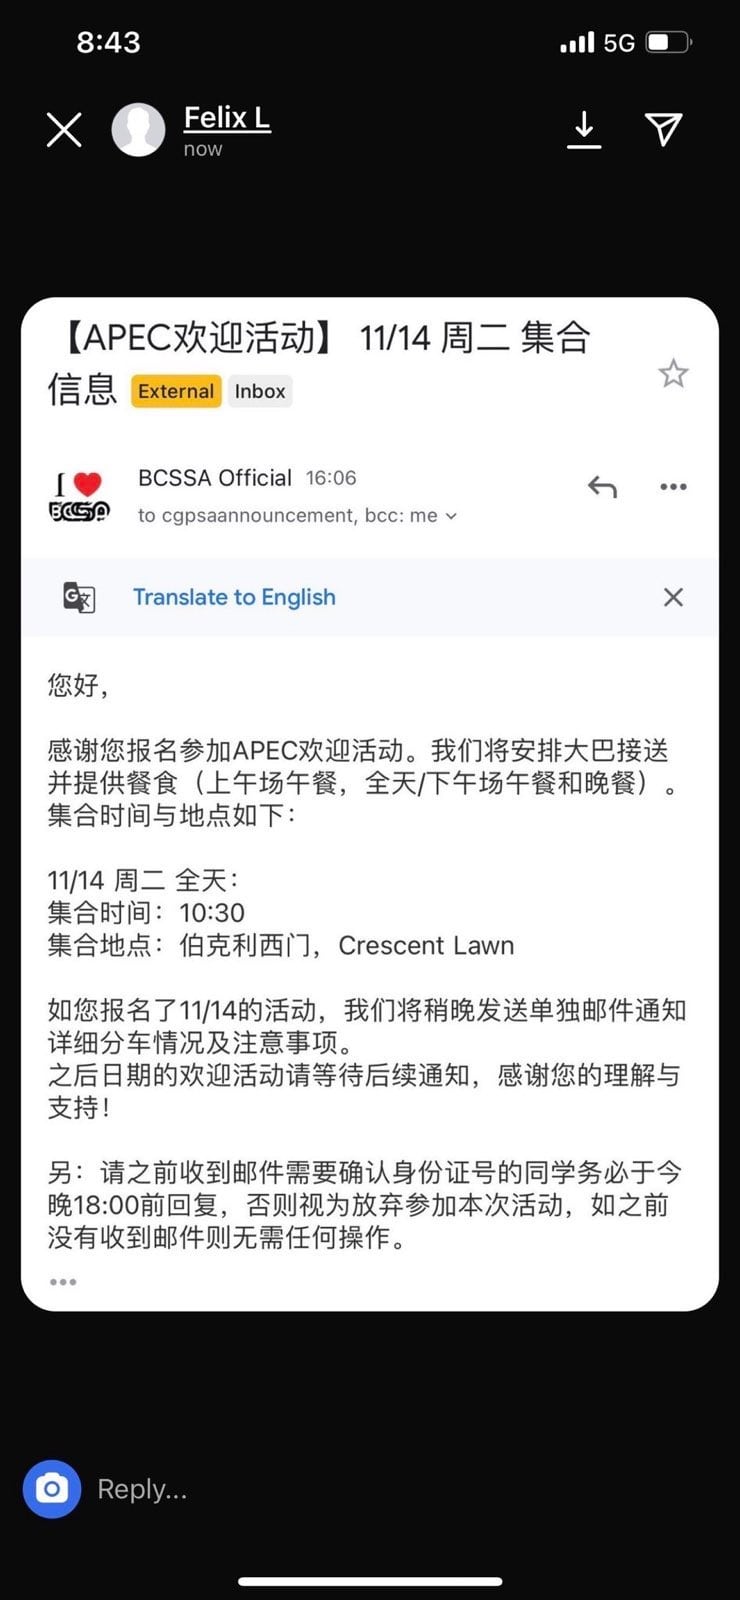 8:43
5G
Felix L
now
【APEC欢迎活动】 11/14 周二 集合
信息 External Inbox
I
BCSSA
BCSSA Official 16:06
to cgpsaannouncement, bcc: me
G文
Translate to English
您好，
感谢您报名参加APEC欢迎活动。我们将安排大巴接送
并提供餐食（上午场午餐，全天/下午场午餐和晚餐）。
集合时间与地点如下：
11/14 周二 全天：
集合时间：10:30
集合地点：伯克利西门，Crescent Lawn
如您报名了11/14的活动，我们将稍晚发送单独邮件通知
详细分车情况及注意事项。
之后日期的欢迎活动请等待后续通知，感谢您的理解与
支持！
另：请之前收到邮件需要确认身份证号的同学务必于今
晚18:00前回复，否则视为放弃参加本次活动，如之前
没有收到邮件则无需任何操作。
Reply...